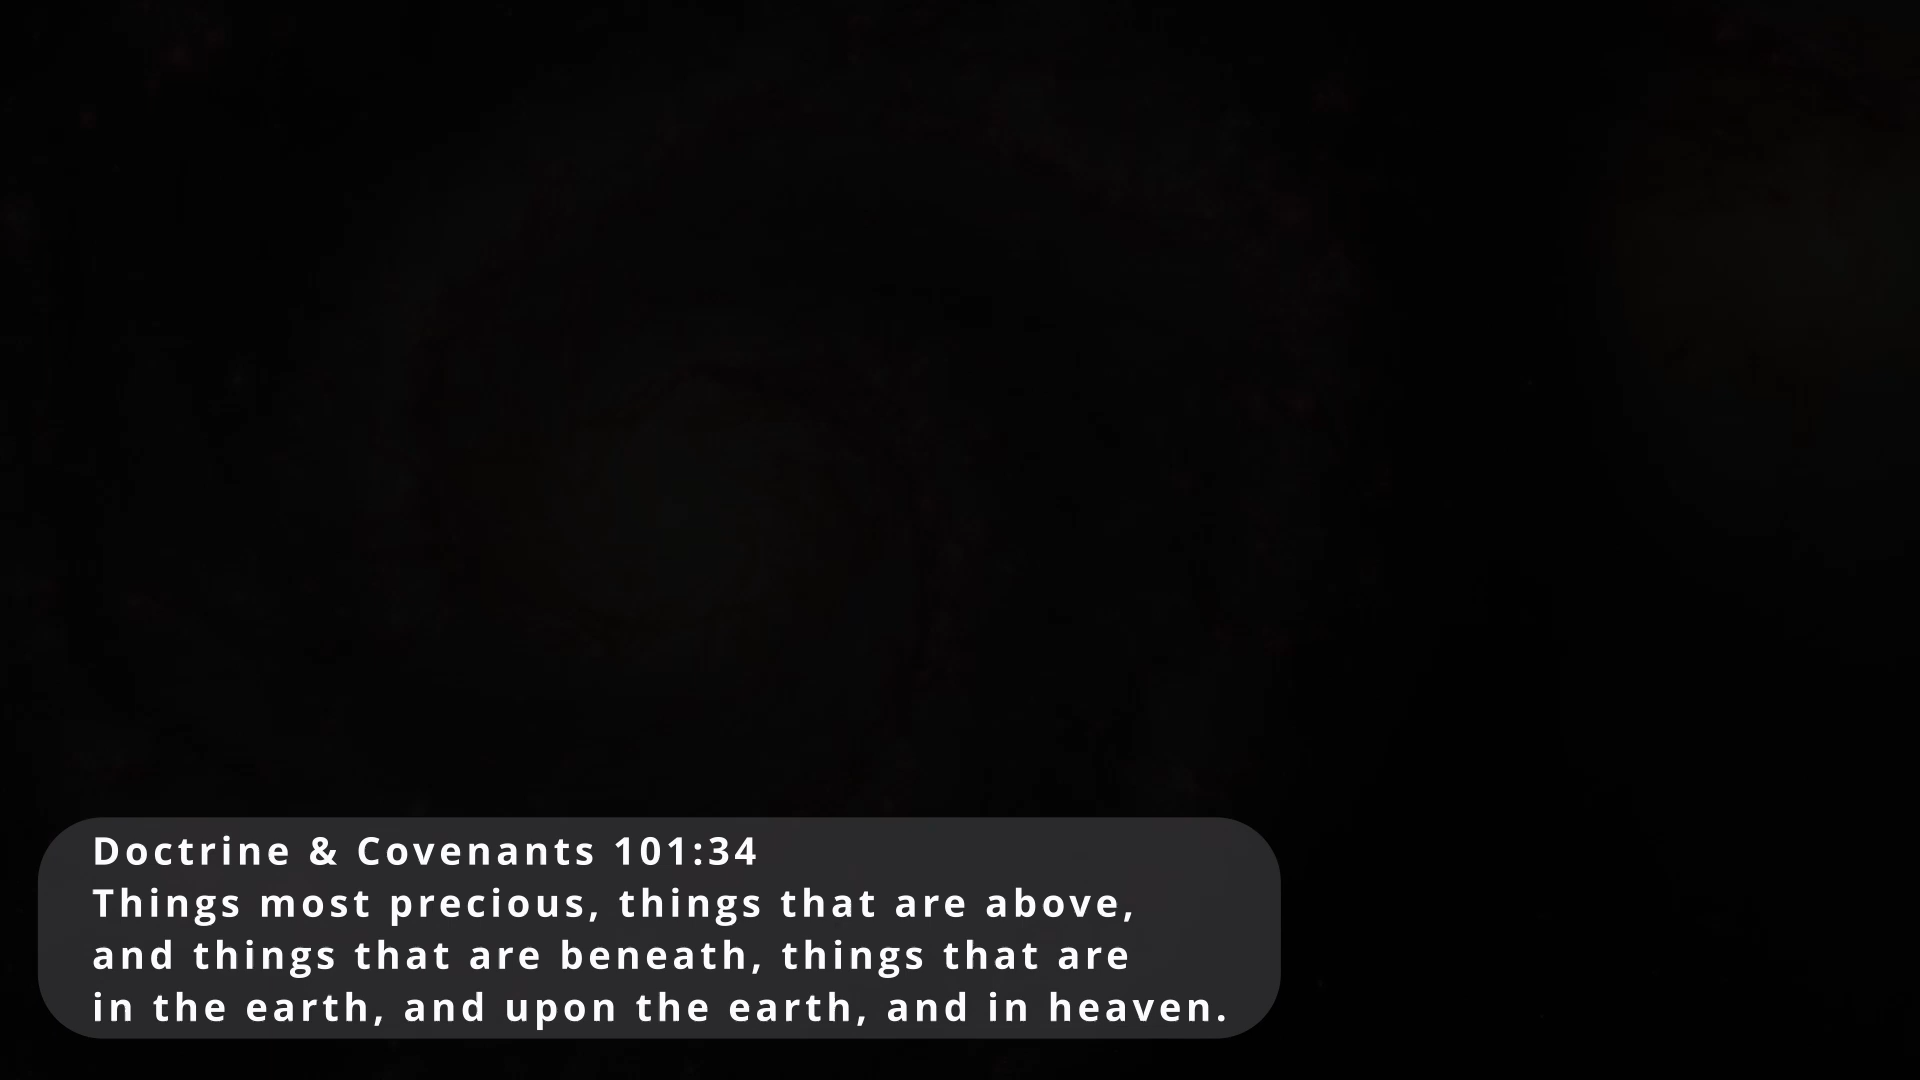 Doctrine & Covenants 101:34
Things most precious, things that are above,
and things that are beneath, things that are
in the earth, and upon the earth, and in heaven.